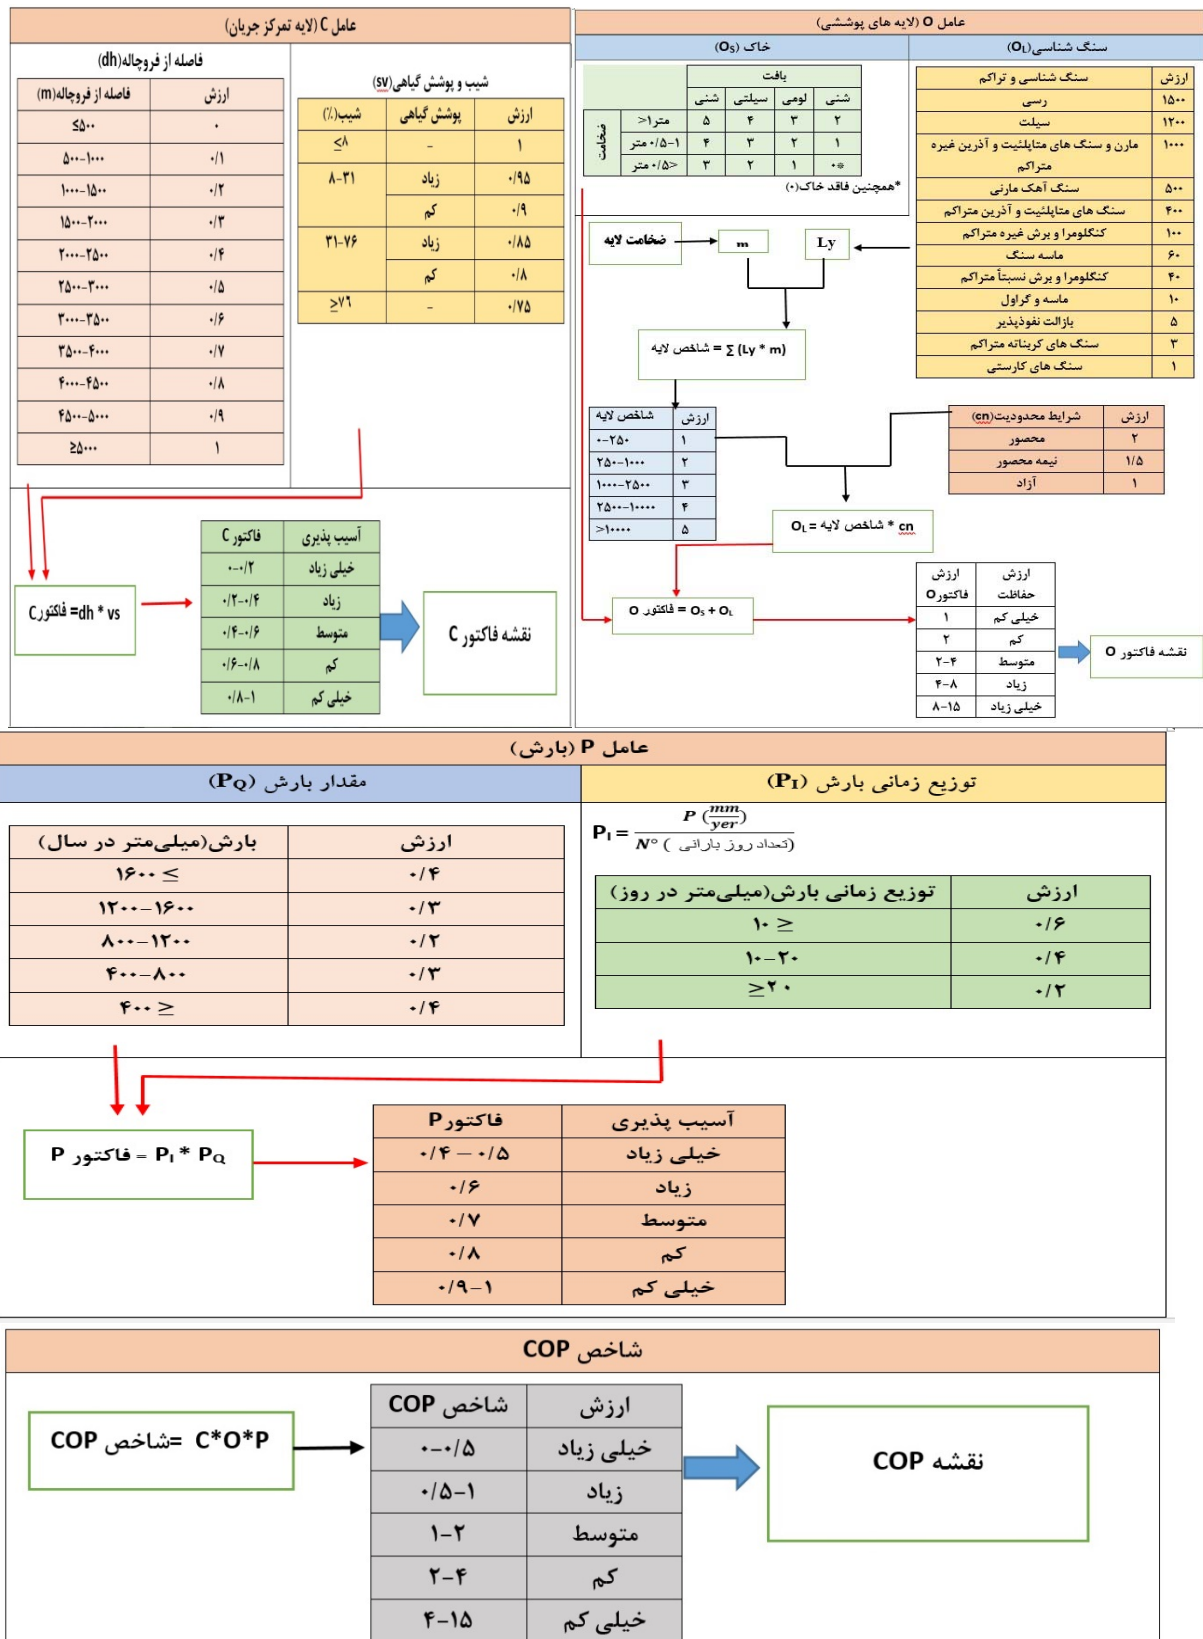 عامل C (لایه تمرکز جریان)
شیب و پوشش گیاهی(sv)
شیب(٪) پوشش گیاهی ارزش
≤۸ - ۱
۸-۳۱ زیاد ۰/۹۵
کم ۰/۹
۳۱-۷۶ زیاد ۰/۸۵
کم ۰/۸
≥۷۶ - ۰/۷۵
فاصله از فروچاله(dh)
فاصله از فروچاله(m) ارزش
≤۵۰۰ ۰
۵۰۰-۱۰۰۰ ۰/۱
۱۰۰۰-۱۵۰۰ ۰/۲
۱۵۰۰-۲۰۰۰ ۰/۳
۲۰۰۰-۲۵۰۰ ۰/۴
۲۵۰۰-۳۰۰۰ ۰/۵
۳۰۰۰-۳۵۰۰ ۰/۶
۳۵۰۰-۴۰۰۰ ۰/۷
۴۰۰۰-۴۵۰۰ ۰/۸
۴۵۰۰-۵۰۰۰ ۰/۹
≥۵۰۰۰ ۱
فاکتور C =dh * vs
فاکتور C آسیب پذیری
۰-۰/۲ خیلی زیاد
۰/۲-۰/۴ زیاد
۰/۴-۰/۶ متوسط
۰/۶-۰/۸ کم
۰/۸-۱ خیلی کم
نقشه فاکتور C
عامل O (لایه های پوششی)
سنگ شناسی(OL)
سنگ شناسی و تراکم ارزش
رسی ۱۵۰۰
سیلت ۱۲۰۰
مارن و سنگ های متاپلئیت و آذرین غیره متراکم ۱۰۰۰
سنگ آهک مارنی ۵۰۰
سنگ های متاپلئیت و آذرین متراکم ۴۰۰
کنگلومرا و برش غیره متراکم ۱۰۰
ماسه سنگ ۶۰
کنگلومرا و برش نسبتاً متراکم ۴۰
ماسه و گراول ۱۰
بازالت نفوذپذیر ۵
سنگ های کربناته متراکم ۳
سنگ های کارستی ۱
خاک (OS)
بافت
شنی سیلتی لومی شنی
ضخامت
متر۱< ۵ ۴ ۳ ۲
۰/۵-۱ متر ۴ ۳ ۲ ۱
<۰/۵ متر ۳ ۲ ۱ ۰*
*همچنین فاقد خاک(۰)
ضخامت لایه
m
Ly
شاخص لایه = ∑ (Ly * m)
شاخص لایه ارزش
۰-۲۵۰ ۱
۲۵۰-۱۰۰۰ ۲
۱۰۰۰-۲۵۰۰ ۳
۲۵۰۰-۱۰۰۰۰ ۴
>۱۰۰۰۰ ۵
شرایط محدودیت(cn) ارزش
محصور ۲
نیمه محصور ۱/۵
آزاد ۱
OL = شاخص لایه * cn
فاکتور O = OS + OL
ارزش فاکتورO ارزش حفاظت
۱ خیلی کم
۲ کم
۲-۴ متوسط
۴-۸ زیاد
۸-۱۵ خیلی زیاد
نقشه فاکتور O
عامل P (بارش)
توزیع زمانی بارش (PI)
PI = P (mm/yer) / N° (تعداد روز بارانی)
توزیع زمانی بارش(میلی‌متر در روز) ارزش
۱۰ ≥ ۰/۶
۱۰-۲۰ ۰/۴
≥۲۰ ۰/۲
مقدار بارش (PQ)
بارش(میلی‌متر در سال) ارزش
۱۶۰۰ ≤ ۰/۴
۱۲۰۰-۱۶۰۰ ۰/۳
۸۰۰-۱۲۰۰ ۰/۲
۴۰۰-۸۰۰ ۰/۳
۴۰۰ ≥ ۰/۴
فاکتور P = PI * PQ
فاکتورP آسیب پذیری
۰/۴ – ۰/۵ خیلی زیاد
۰/۶ زیاد
۰/۷ متوسط
۰/۸ کم
۰/۹-۱ خیلی کم
شاخص COP
شاخص COP = C*O*P
شاخص COP ارزش
۰-۰/۵ خیلی زیاد
۰/۵-۱ زیاد
۱-۲ متوسط
۲-۴ کم
۴-۱۵ خیلی کم
نقشه COP